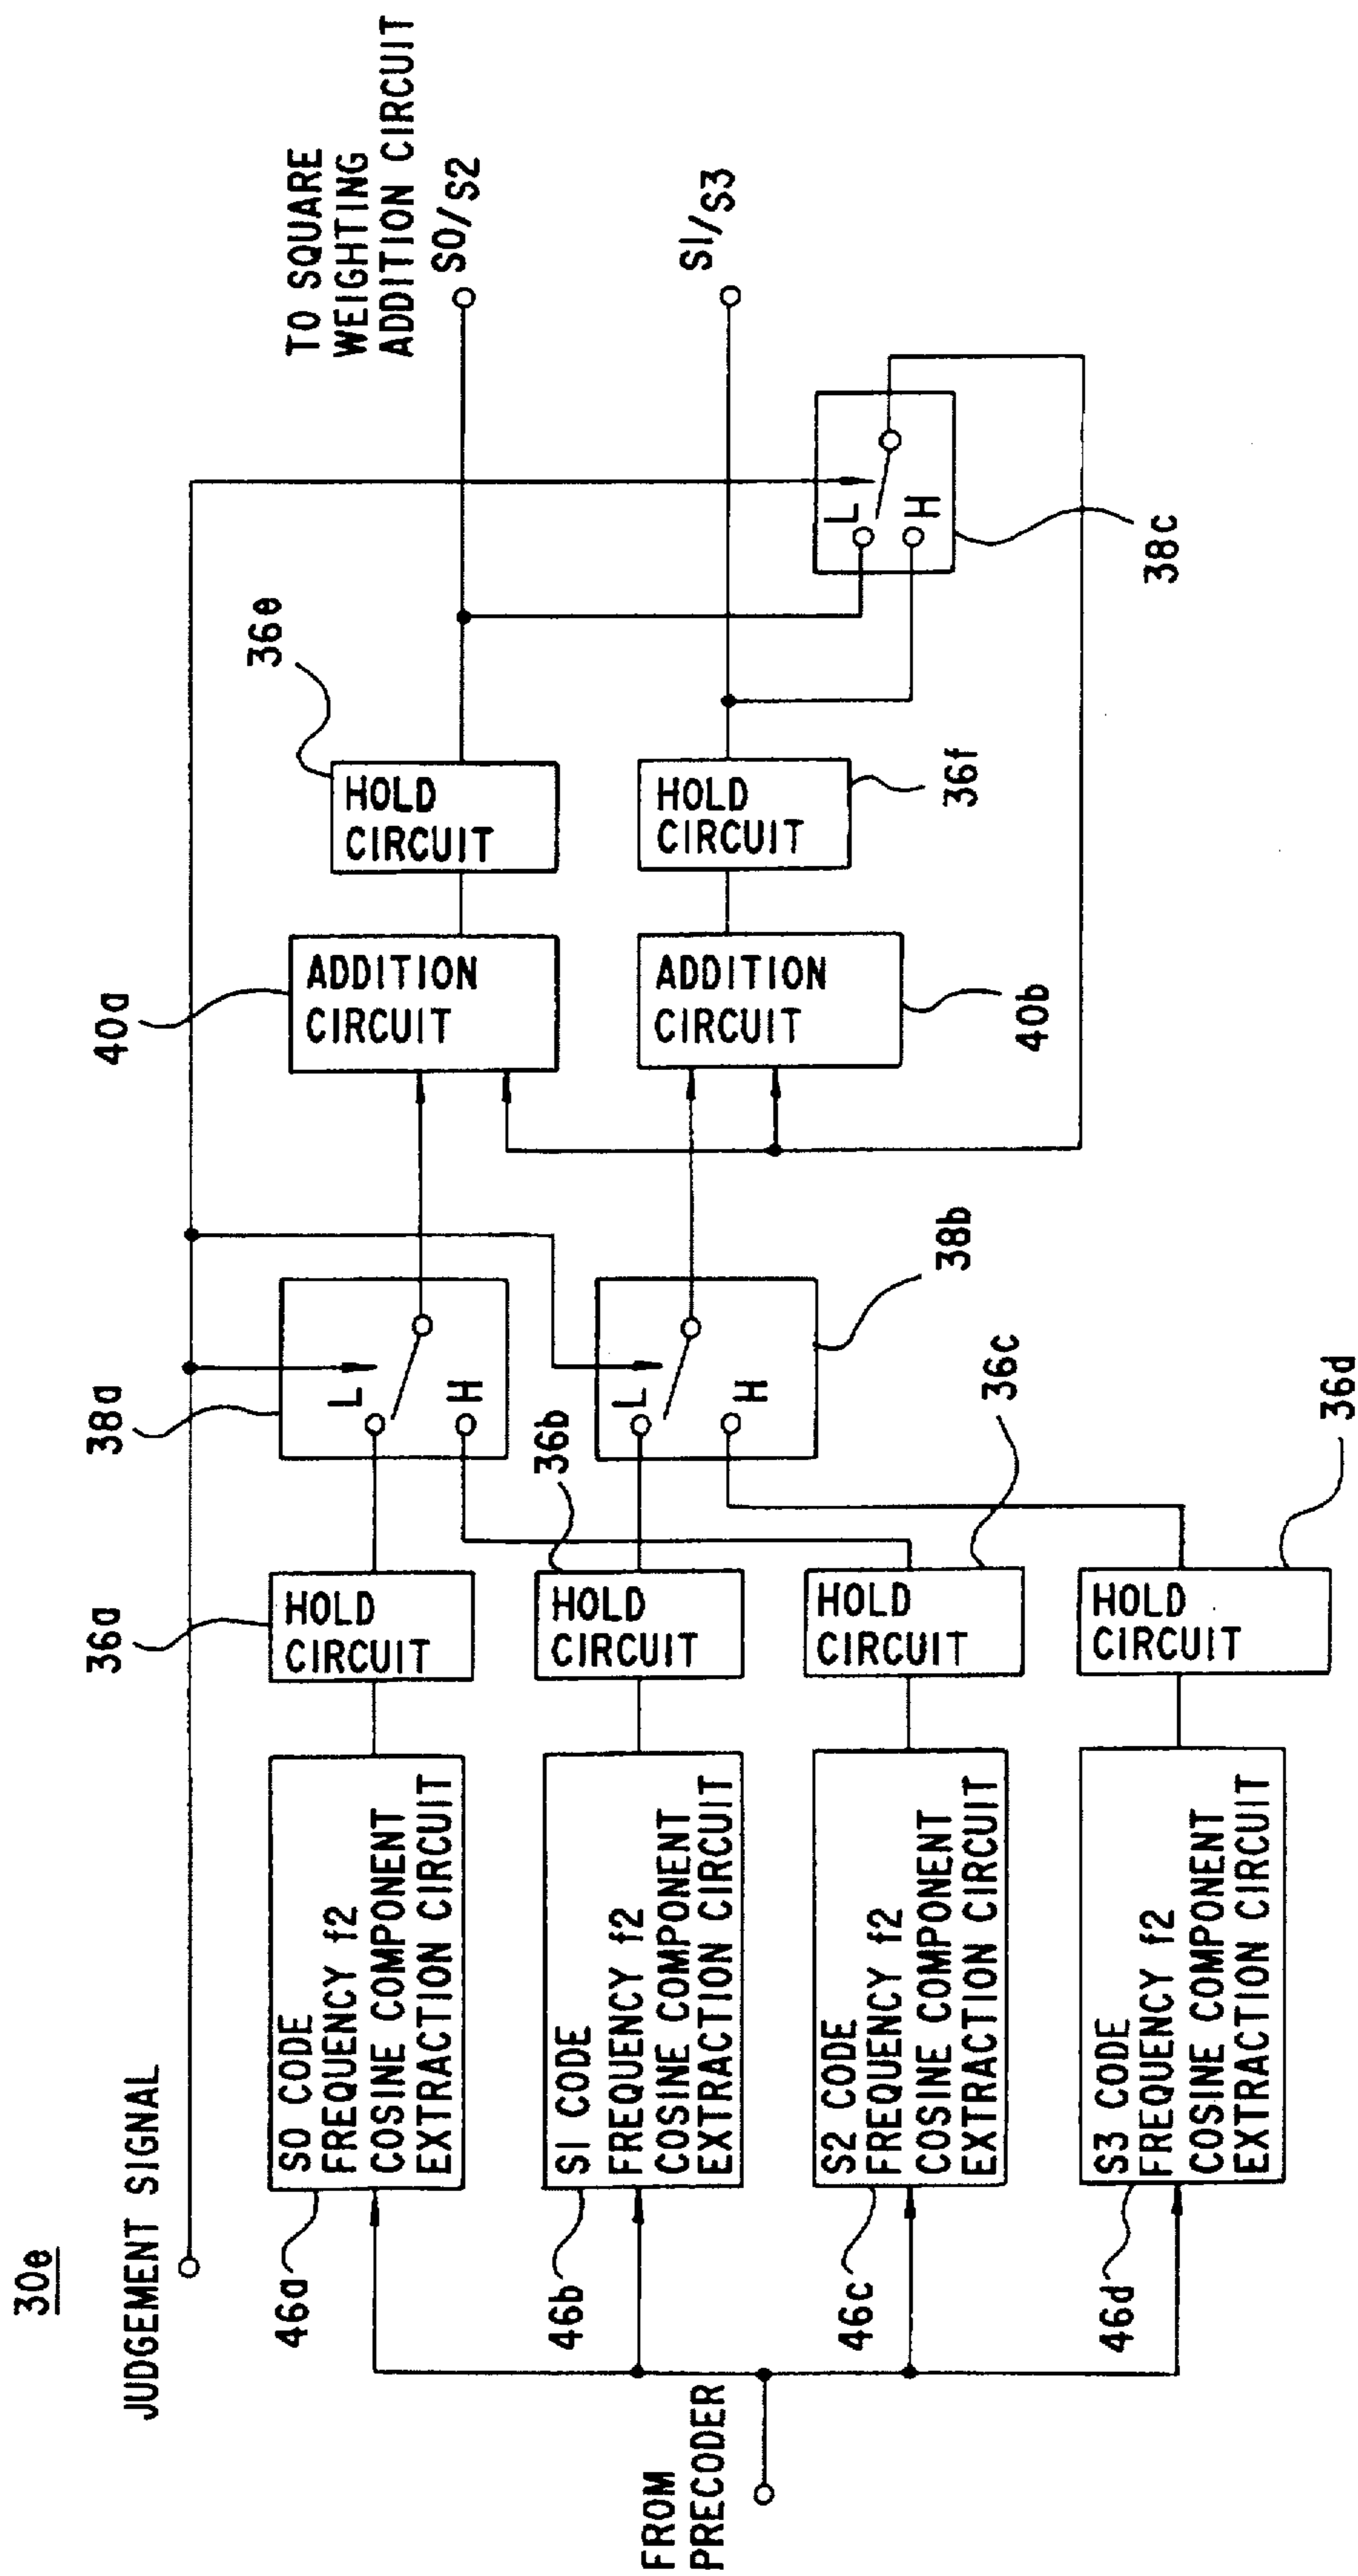 30e
JUDGEMENT SIGNAL
FROM
PRECODER
46a
S0 CODE
FREQUENCY f2
COSINE COMPONENT
EXTRACTION CIRCUIT
46b
S1 CODE
FREQUENCY f2
COSINE COMPONENT
EXTRACTION CIRCUIT
46c
S2 CODE
FREQUENCY f2
COSINE COMPONENT
EXTRACTION CIRCUIT
46d
S3 CODE
FREQUENCY f2
COSINE COMPONENT
EXTRACTION CIRCUIT
36a
HOLD
CIRCUIT
36b
HOLD
CIRCUIT
36c
HOLD
CIRCUIT
36d
HOLD
CIRCUIT
38a
L
H
38b
L
H
40a
ADDITION
CIRCUIT
40b
ADDITION
CIRCUIT
36e
HOLD
CIRCUIT
36f
HOLD
CIRCUIT
38c
L
H
TO SQUARE
WEIGHTING
ADDITION CIRCUIT
S0/S2
S1/S3